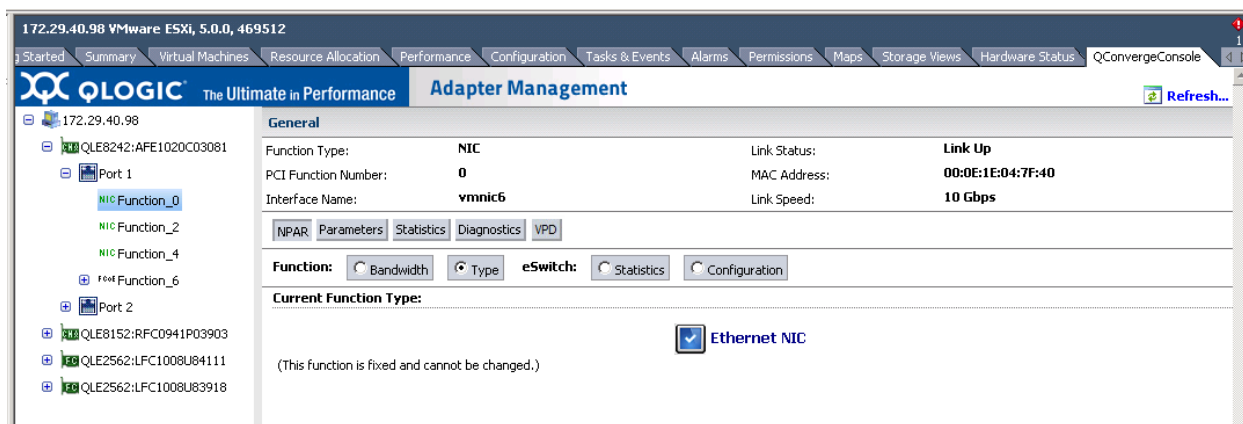 172.29.40.98 VMware ESXi, 5.0.0, 469512
g Started Summary Virtual Machines Resource Allocation Performance Configuration Tasks & Events Alarms Permissions Maps Storage Views Hardware Status QConvergeConsole
QLOGIC The Ultimate in Performance Adapter Management
Refresh...
172.29.40.98
QLE8242:AFE1020C03081
Port 1
NIC Function_0
NIC Function_2
NIC Function_4
FCoE Function_6
Port 2
QLE8152:RFC0941P03903
QLE2562:LFC1008U84111
QLE2562:LFC1008U83918
General
Function Type: NIC Link Status: Link Up
PCI Function Number: 0 MAC Address: 00:0E:1E:04:7F:40
Interface Name: vmnic6 Link Speed: 10 Gbps
NPAR Parameters Statistics Diagnostics VPD
Function: Bandwidth Type eSwitch: Statistics Configuration
Current Function Type:
Ethernet NIC
(This function is fixed and cannot be changed.)